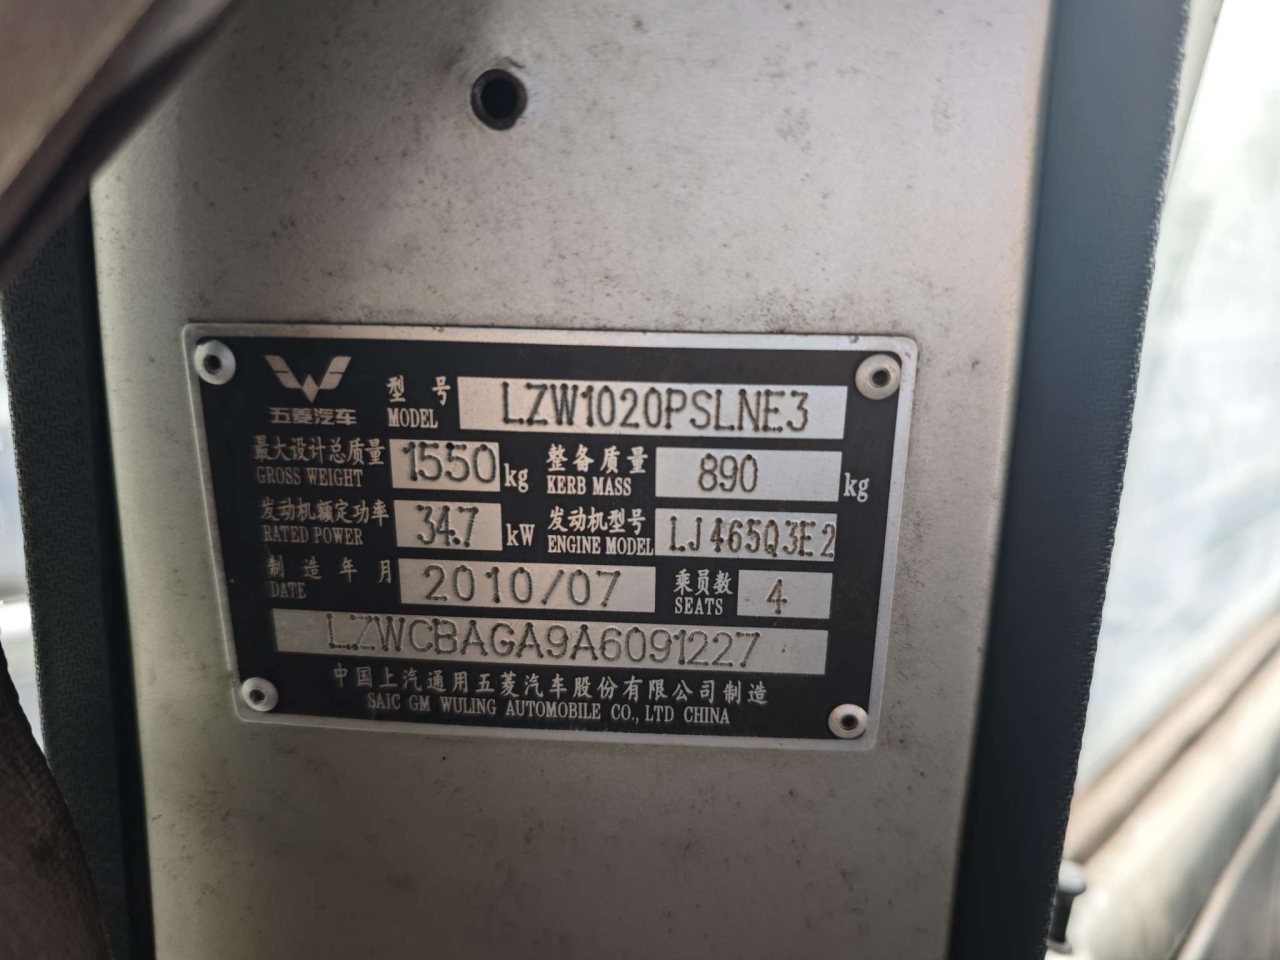 五菱汽车
型号 LZW1020PSLNE3
MODEL
最大设计总质量 1550 kg 整备质量 890 kg
GROSS WEIGHT KERB MASS
发动机额定功率 34.7 kW 发动机型号 LJ465Q3E2
RATED POWER ENGINE MODEL
制造年月 2010/07 乘员数 4
DATE SEATS
LZWCBAGA9A6091227
中国上汽通用五菱汽车股份有限公司制造
SAIC GM WULING AUTOMOBILE CO., LTD CHINA